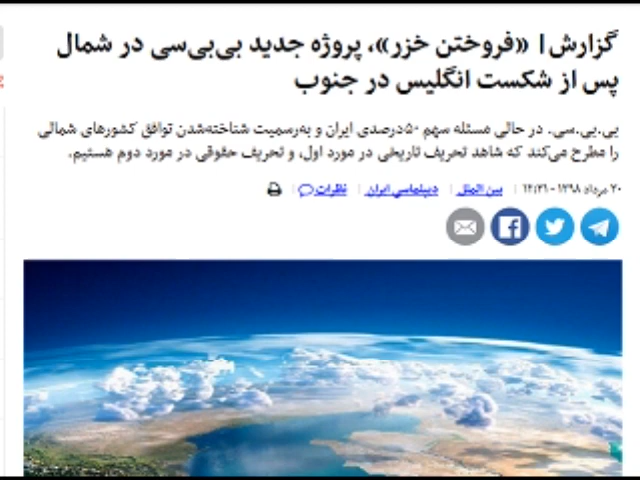 گزارش| «فروختن خزر»، پروژه جدید بی‌بی‌سی در شمال
پس از شکست انگلیس در جنوب
بی.بی.سی. در حالی مسئله سهم ۵۰درصدی ایران و به‌رسمیت شناخته‌شدن توافق کشورهای شمالی
را مطرح می‌کند که شاهد تحریف تاریخی در مورد اول، و تحریف حقوقی در مورد دوم هستیم.
۲۰ مرداد ۱۳۹۸ - ۱۲:۳۱ | بین الملل | دیپلماسی ایران | نظرات